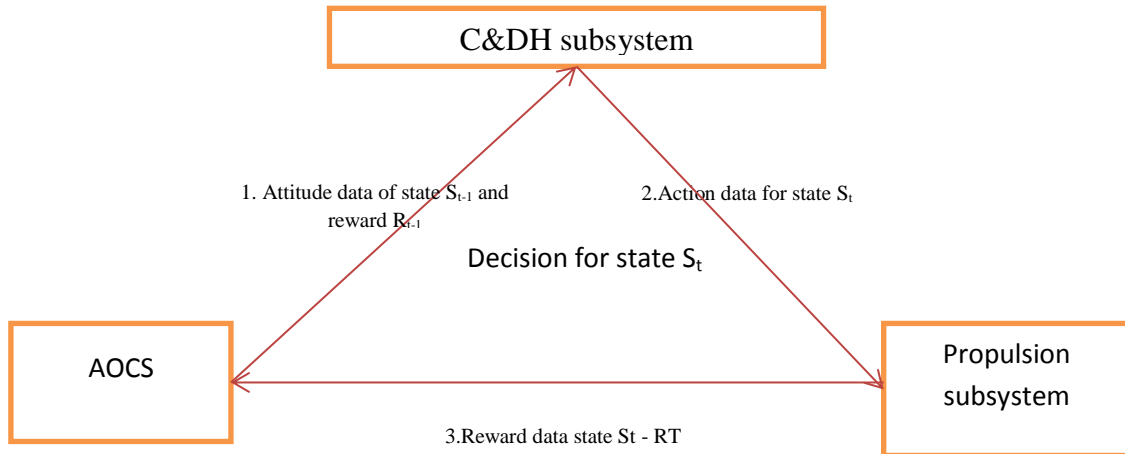 C&DH subsystem
1. Attitude data of state Sₜ₋₁ and
reward Rₜ₋₁
2.Action data for state Sₜ
Decision for state Sₜ
AOCS
Propulsion
subsystem
3.Reward data state St - RT